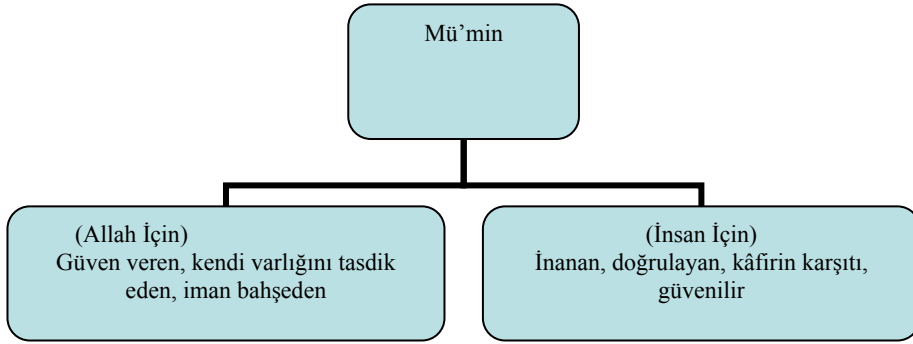 Mü’min
(Allah İçin)
Güven veren, kendi varlığını tasdik
eden, iman bahşeden
(İnsan İçin)
İnanan, doğrulayan, kâfirin karşıtı,
güvenilir